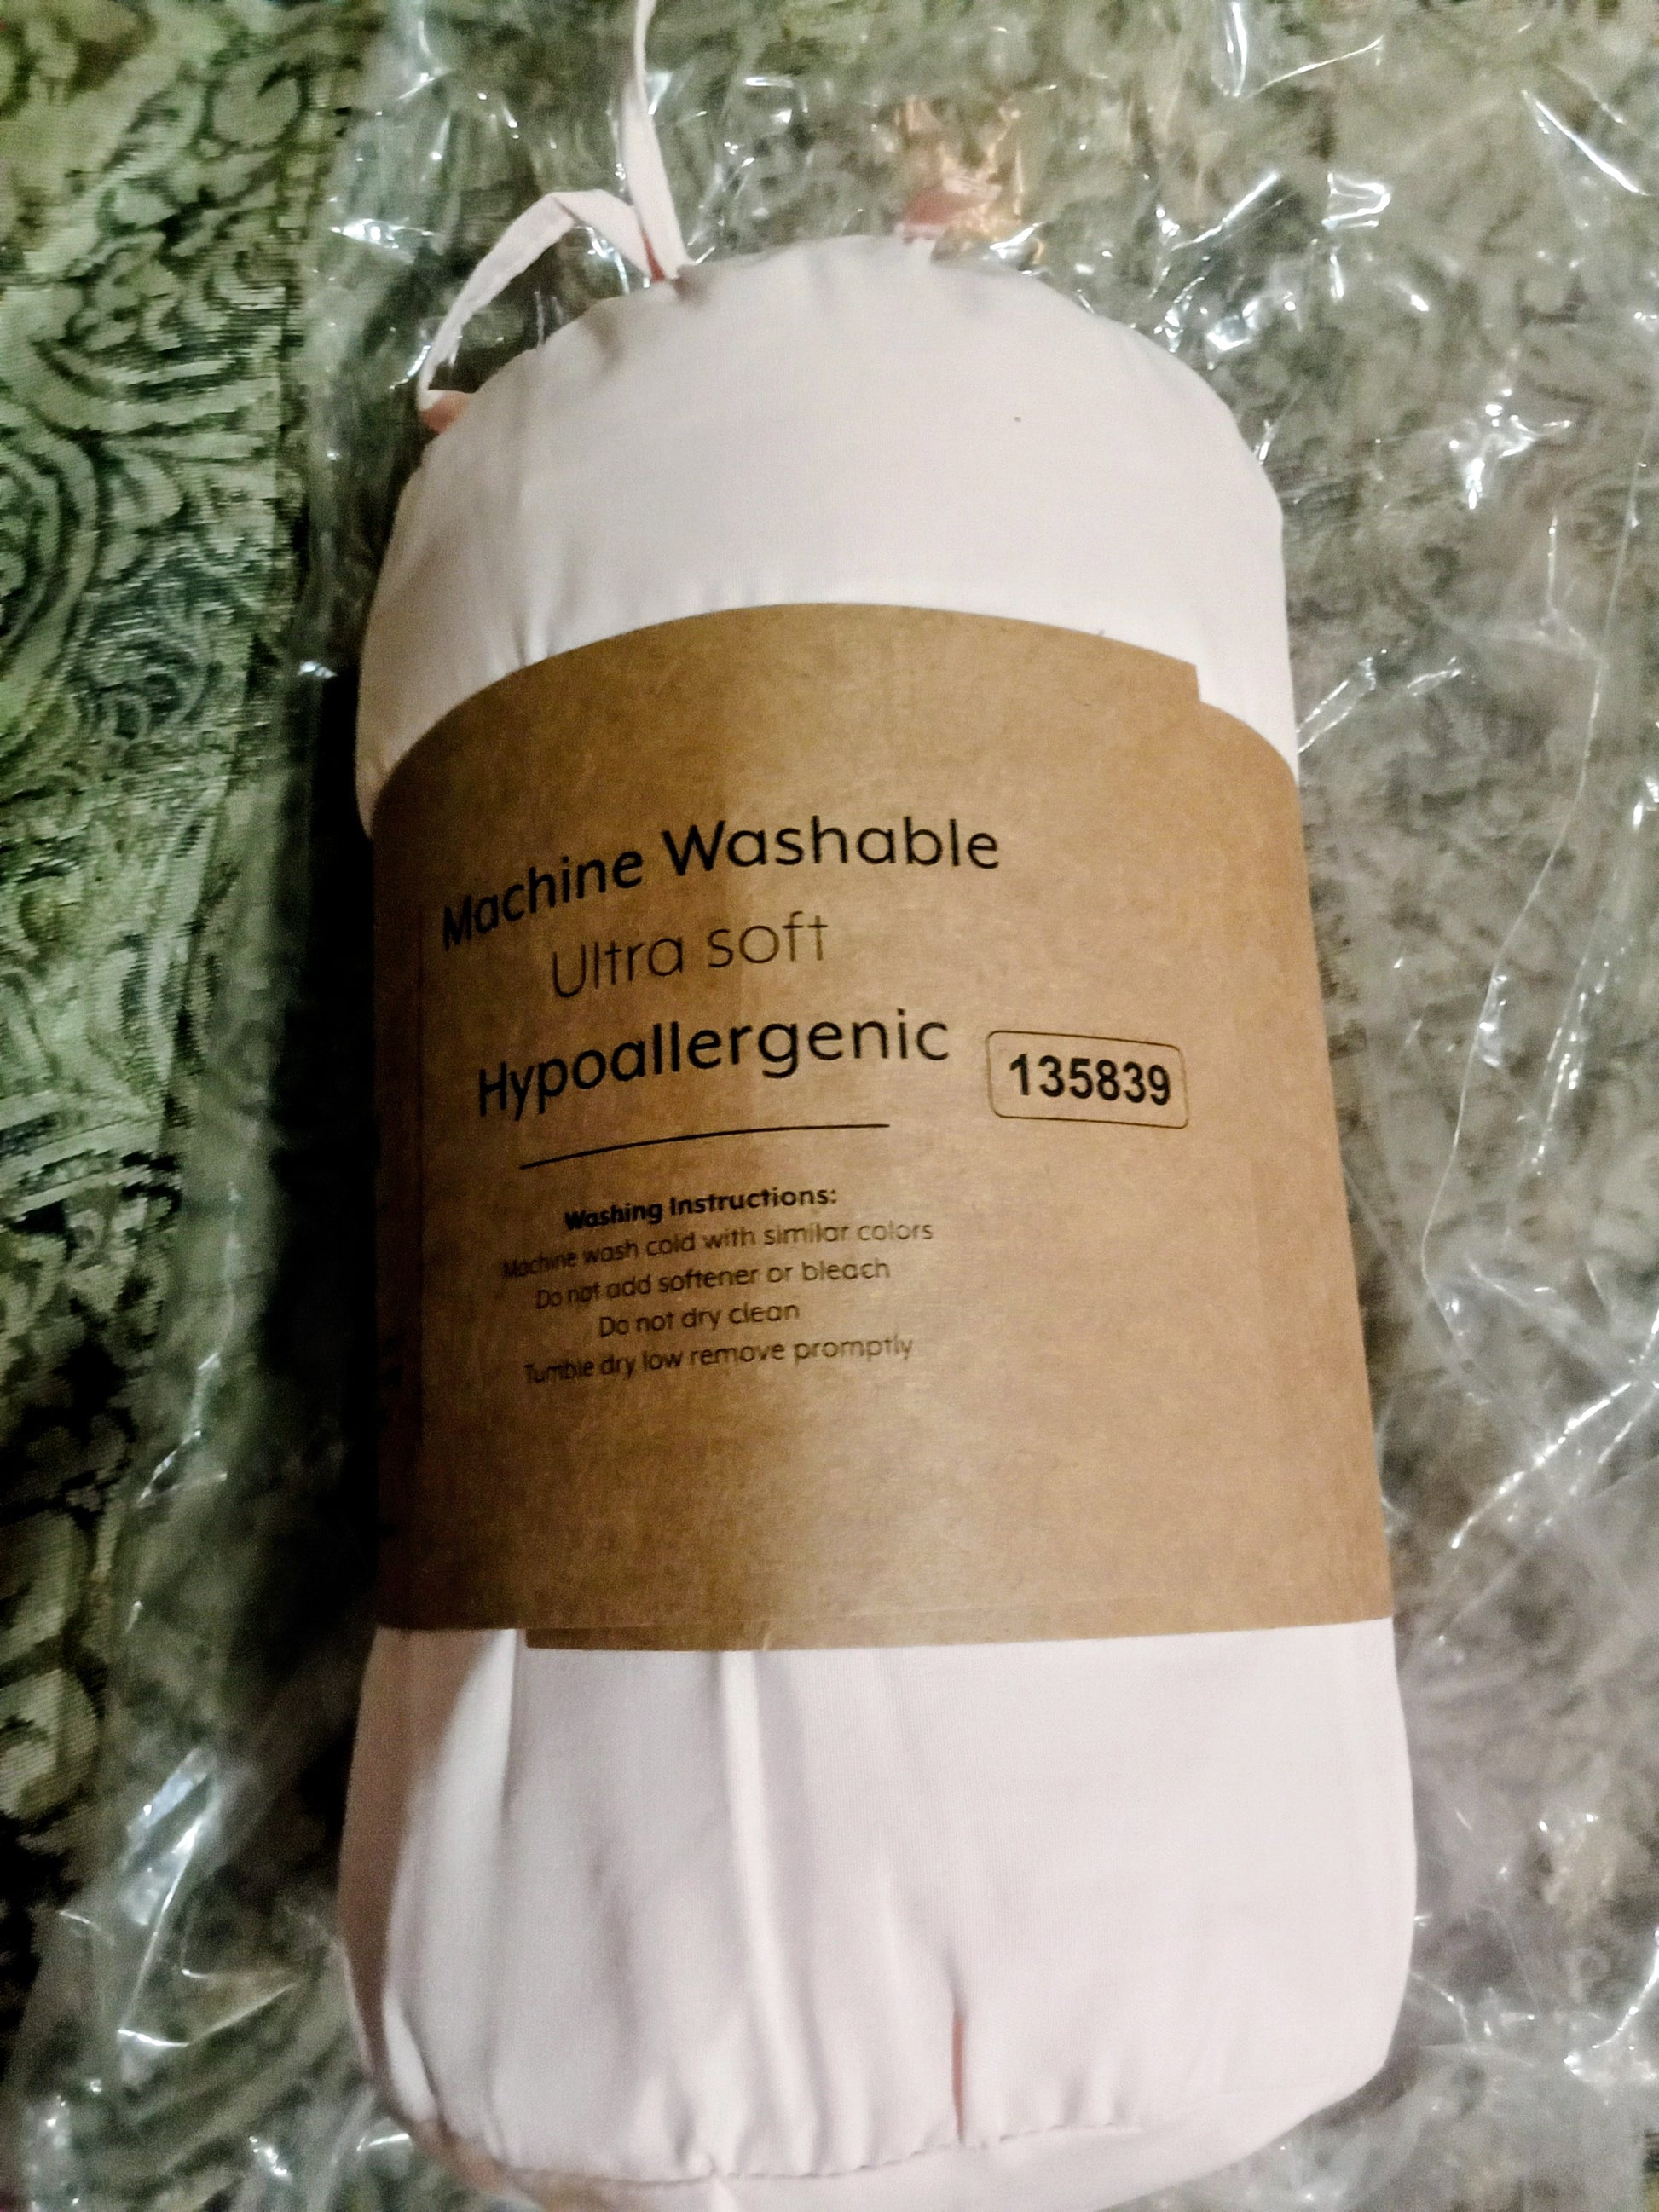 Machine Washable
Ultra soft
Hypoallergenic
135839
Washing Instructions:
Machine wash cold with similar colors
Do not add softener or bleach
Do not dry clean
Tumble dry low remove promptly